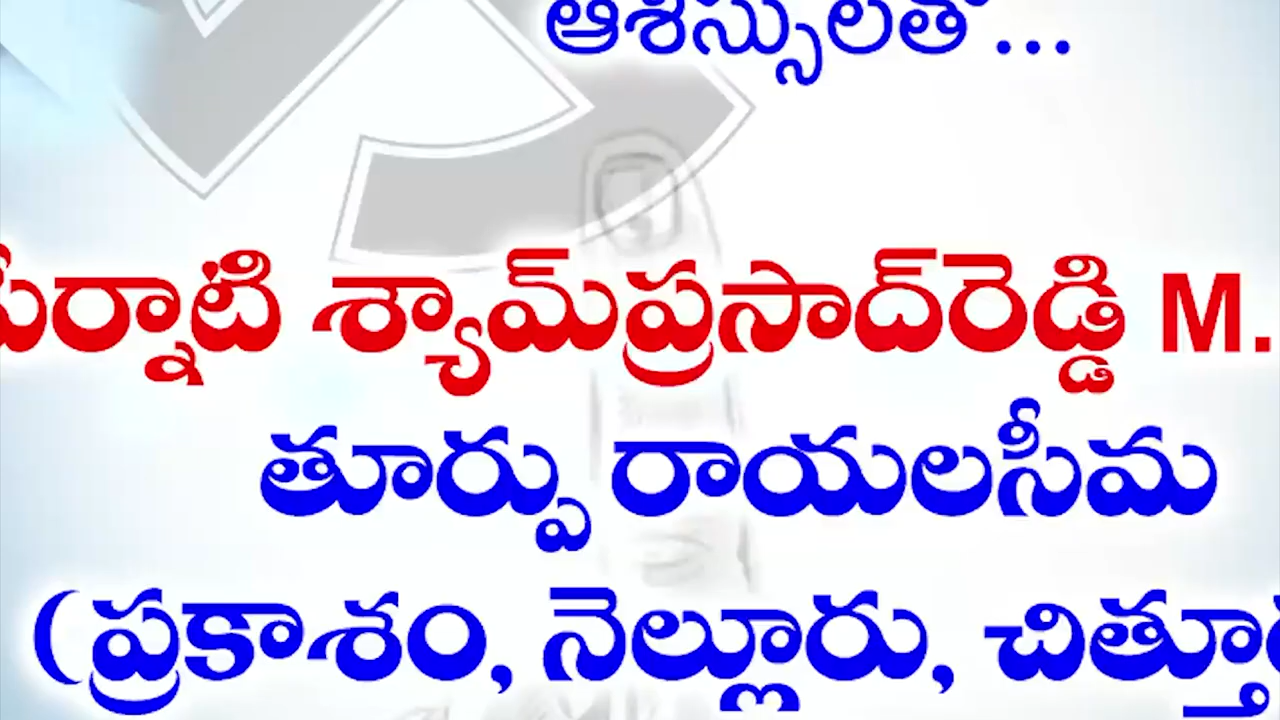 ఆశీస్సులతో...
పేర్నాటి శ్యామ్‌ప్రసాద్‌రెడ్డి M.
తూర్పు రాయలసీమ
(ప్రకాశం, నెల్లూరు, చిత్తూ